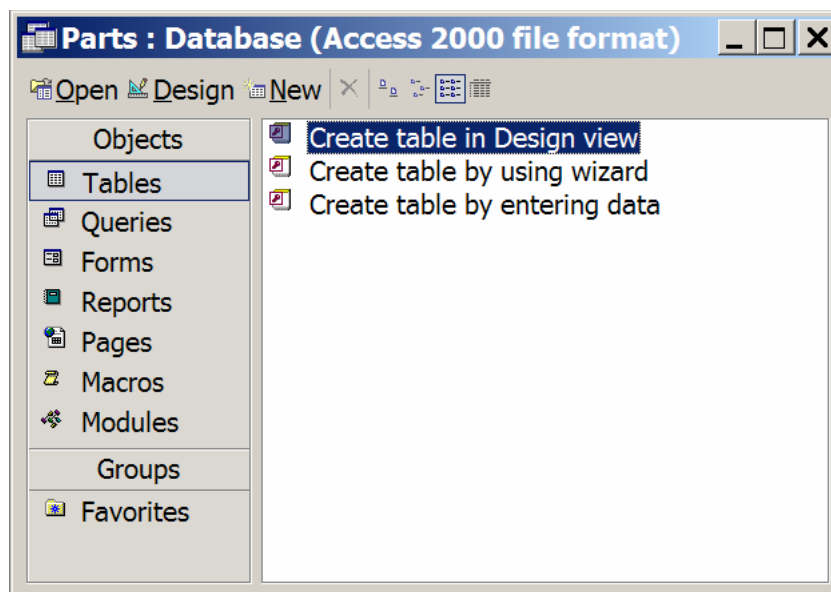 Parts : Database (Access 2000 file format)
Open Design New
Objects
Tables
Queries
Forms
Reports
Pages
Macros
Modules
Groups
Favorites
Create table in Design view
Create table by using wizard
Create table by entering data